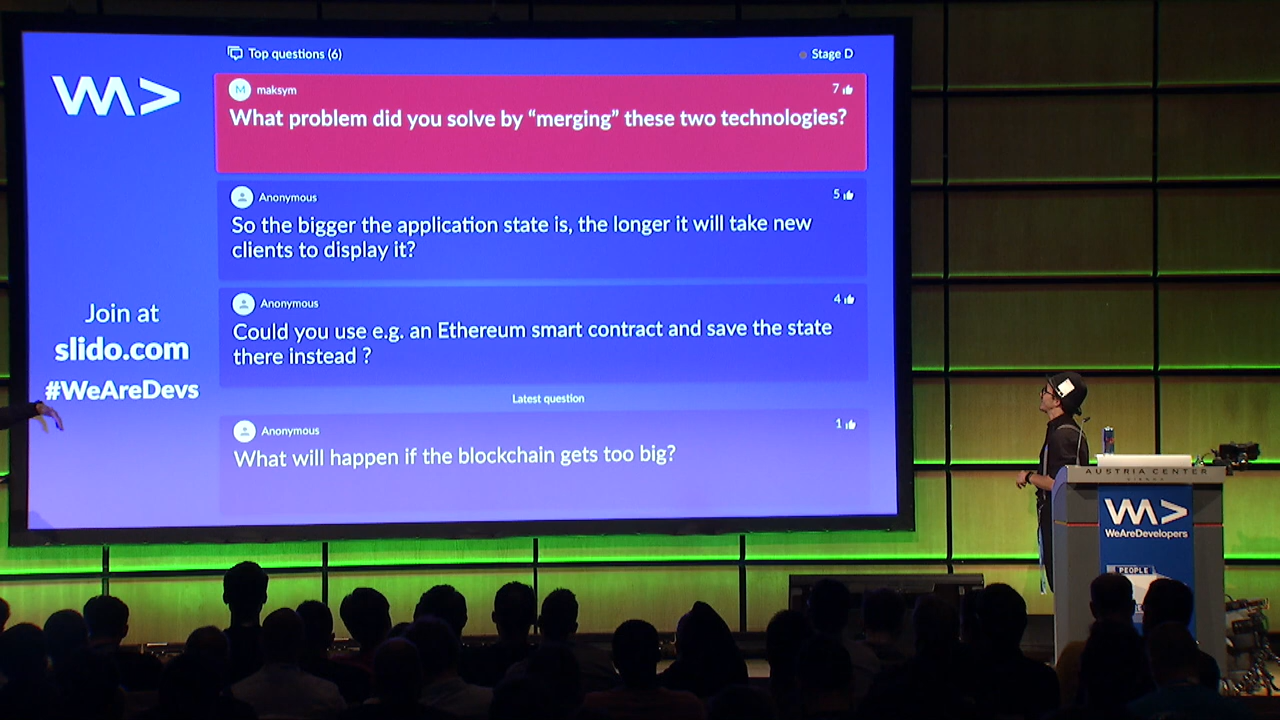 Top questions (6)
Stage D
M maksym
7
What problem did you solve by “merging” these two technologies?
Anonymous
5
So the bigger the application state is, the longer it will take new
clients to display it?
Anonymous
4
Could you use e.g. an Ethereum smart contract and save the state
there instead ?
Latest question
Anonymous
1
What will happen if the blockchain gets too big?
Join at
slido.com
#WeAreDevs
AUSTRIA CENTER
VIENNA
WeAreDevelopers
PEOPLE